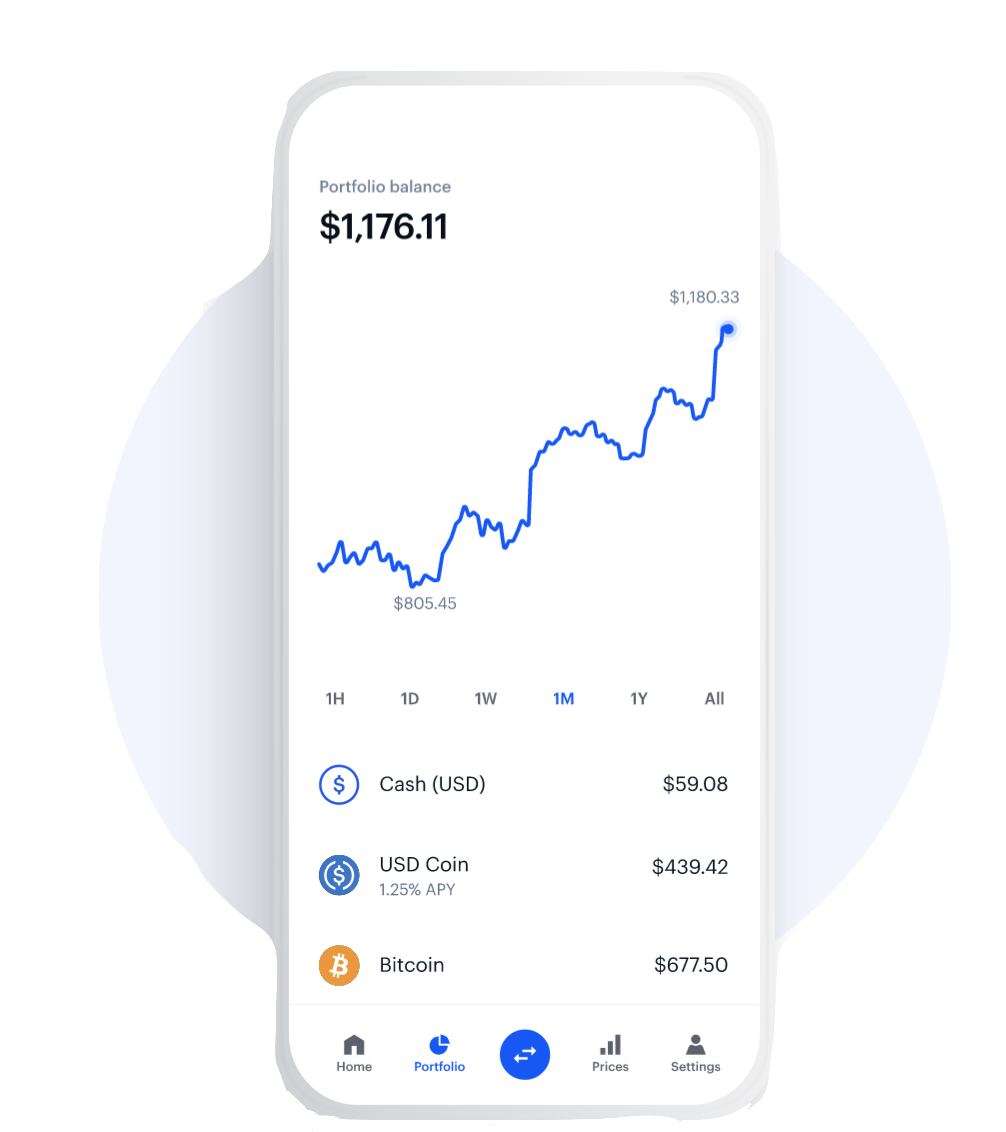 Portfolio balance
$1,176.11
$1,180.33
$805.45
1H 1D 1W 1M 1Y All
$ Cash (USD) $59.08
$ USD Coin $439.42
1.25% APY
Bitcoin $677.50
Home Portfolio Prices Settings